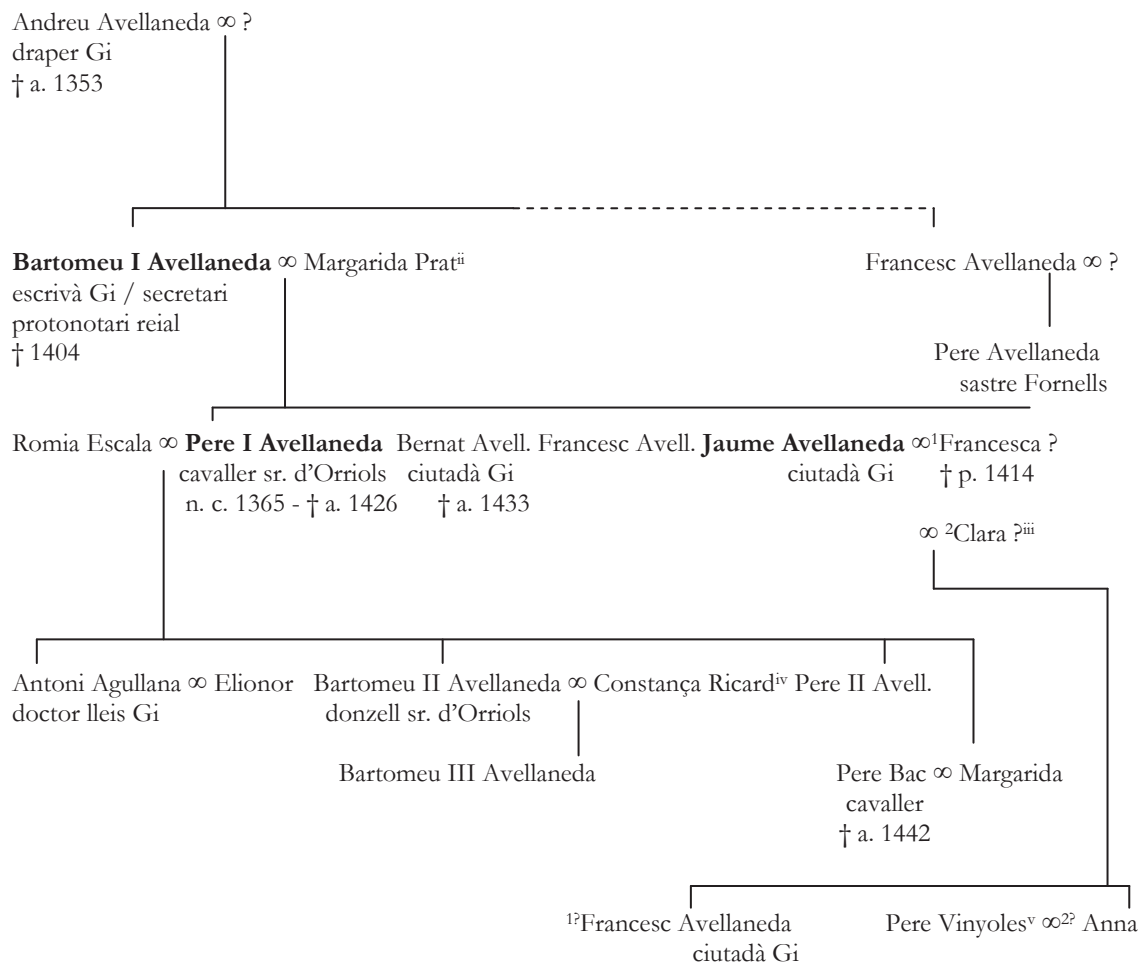 Andreu Avellaneda ∞ ?
draper Gi
† a. 1353
Bartomeu I Avellaneda ∞ Margarida Pratⁱⁱ
escrivà Gi / secretari
protonotari reial
† 1404
Francesc Avellaneda ∞ ?
Pere Avellaneda
sastre Fornells
Romia Escala ∞ Pere I Avellaneda Bernat Avell. Francesc Avell. Jaume Avellaneda ∞¹Francesca ?
cavaller sr. d'Orriols ciutadà Gi ciutadà Gi † p. 1414
n. c. 1365 - † a. 1426 † a. 1433
∞ ²Clara ?ⁱⁱⁱ
Antoni Agullana ∞ Elionor Bartomeu II Avellaneda ∞ Constança Ricardⁱᵛ Pere II Avell.
doctor lleis Gi donzell sr. d'Orriols
Bartomeu III Avellaneda
Pere Bac ∞ Margarida
cavaller
† a. 1442
¹?Francesc Avellaneda Pere Vinyolesᵛ ∞²? Anna
ciutadà Gi